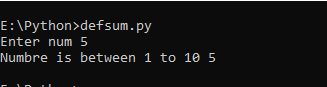 E:\Python>defsum.py
Enter num 5
Numbre is between 1 to 10 5